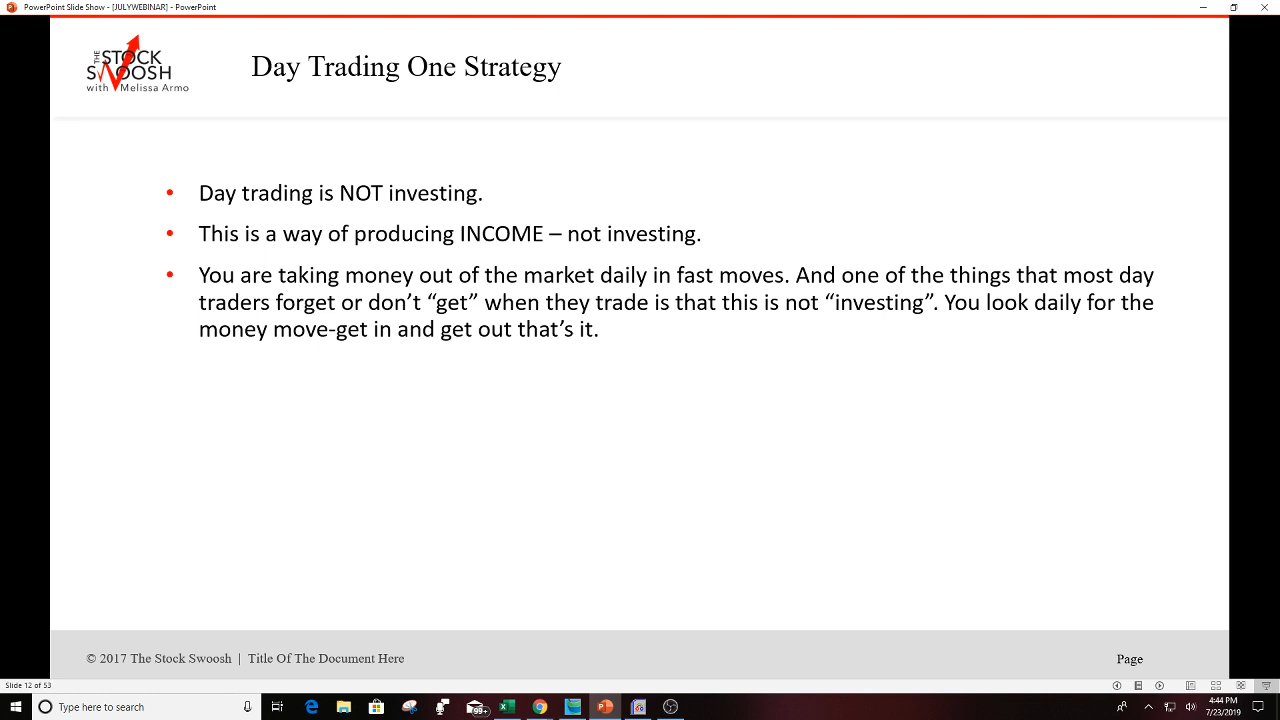 PowerPoint Slide Show - [JULYWEBINAR] - PowerPoint
THE
STOCK
SWOOSH
with Melissa Armo
Day Trading One Strategy
• Day trading is NOT investing.
• This is a way of producing INCOME – not investing.
• You are taking money out of the market daily in fast moves. And one of the things that most day
traders forget or don’t “get” when they trade is that this is not “investing”. You look daily for the
money move-get in and get out that’s it.
© 2017 The Stock Swoosh | Title Of The Document Here
Page
Slide 12 of 53
Type here to search
99+
4:44 PM
7/23/2019